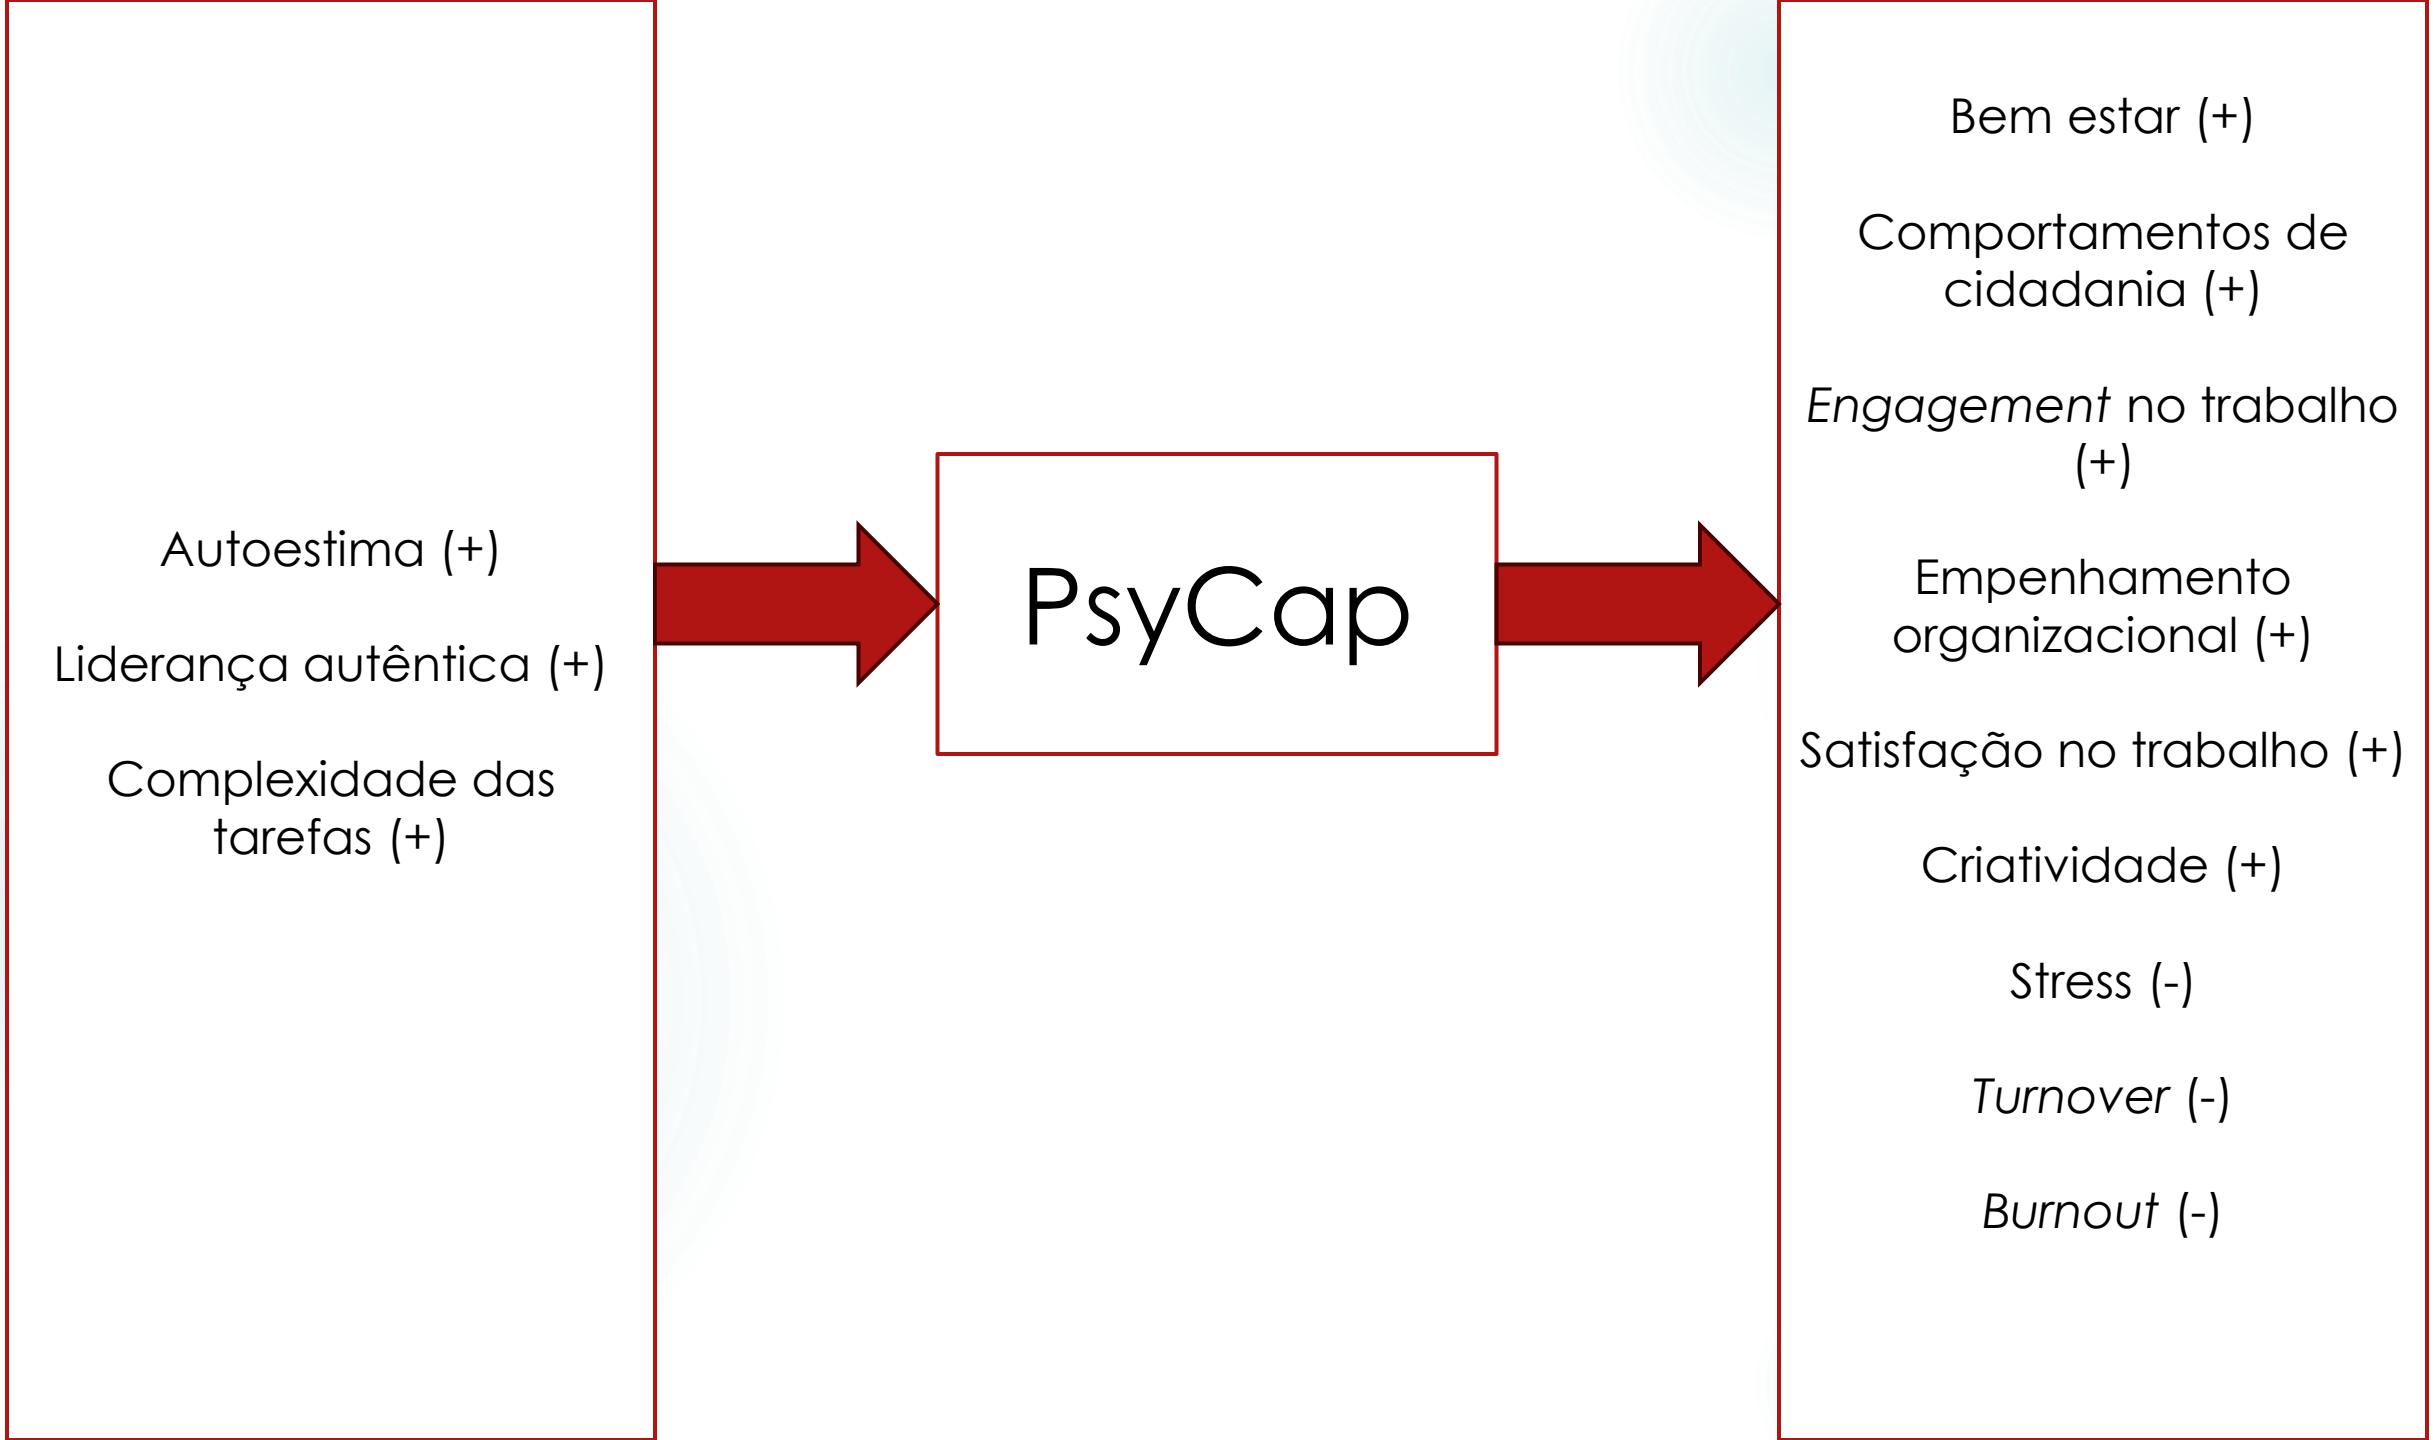 Autoestima (+)
Liderança autêntica (+)
Complexidade das
tarefas (+)
PsyCap
Bem estar (+)
Comportamentos de
cidadania (+)
Engagement no trabalho
(+)
Empenhamento
organizacional (+)
Satisfação no trabalho (+)
Criatividade (+)
Stress (-)
Turnover (-)
Burnout (-)